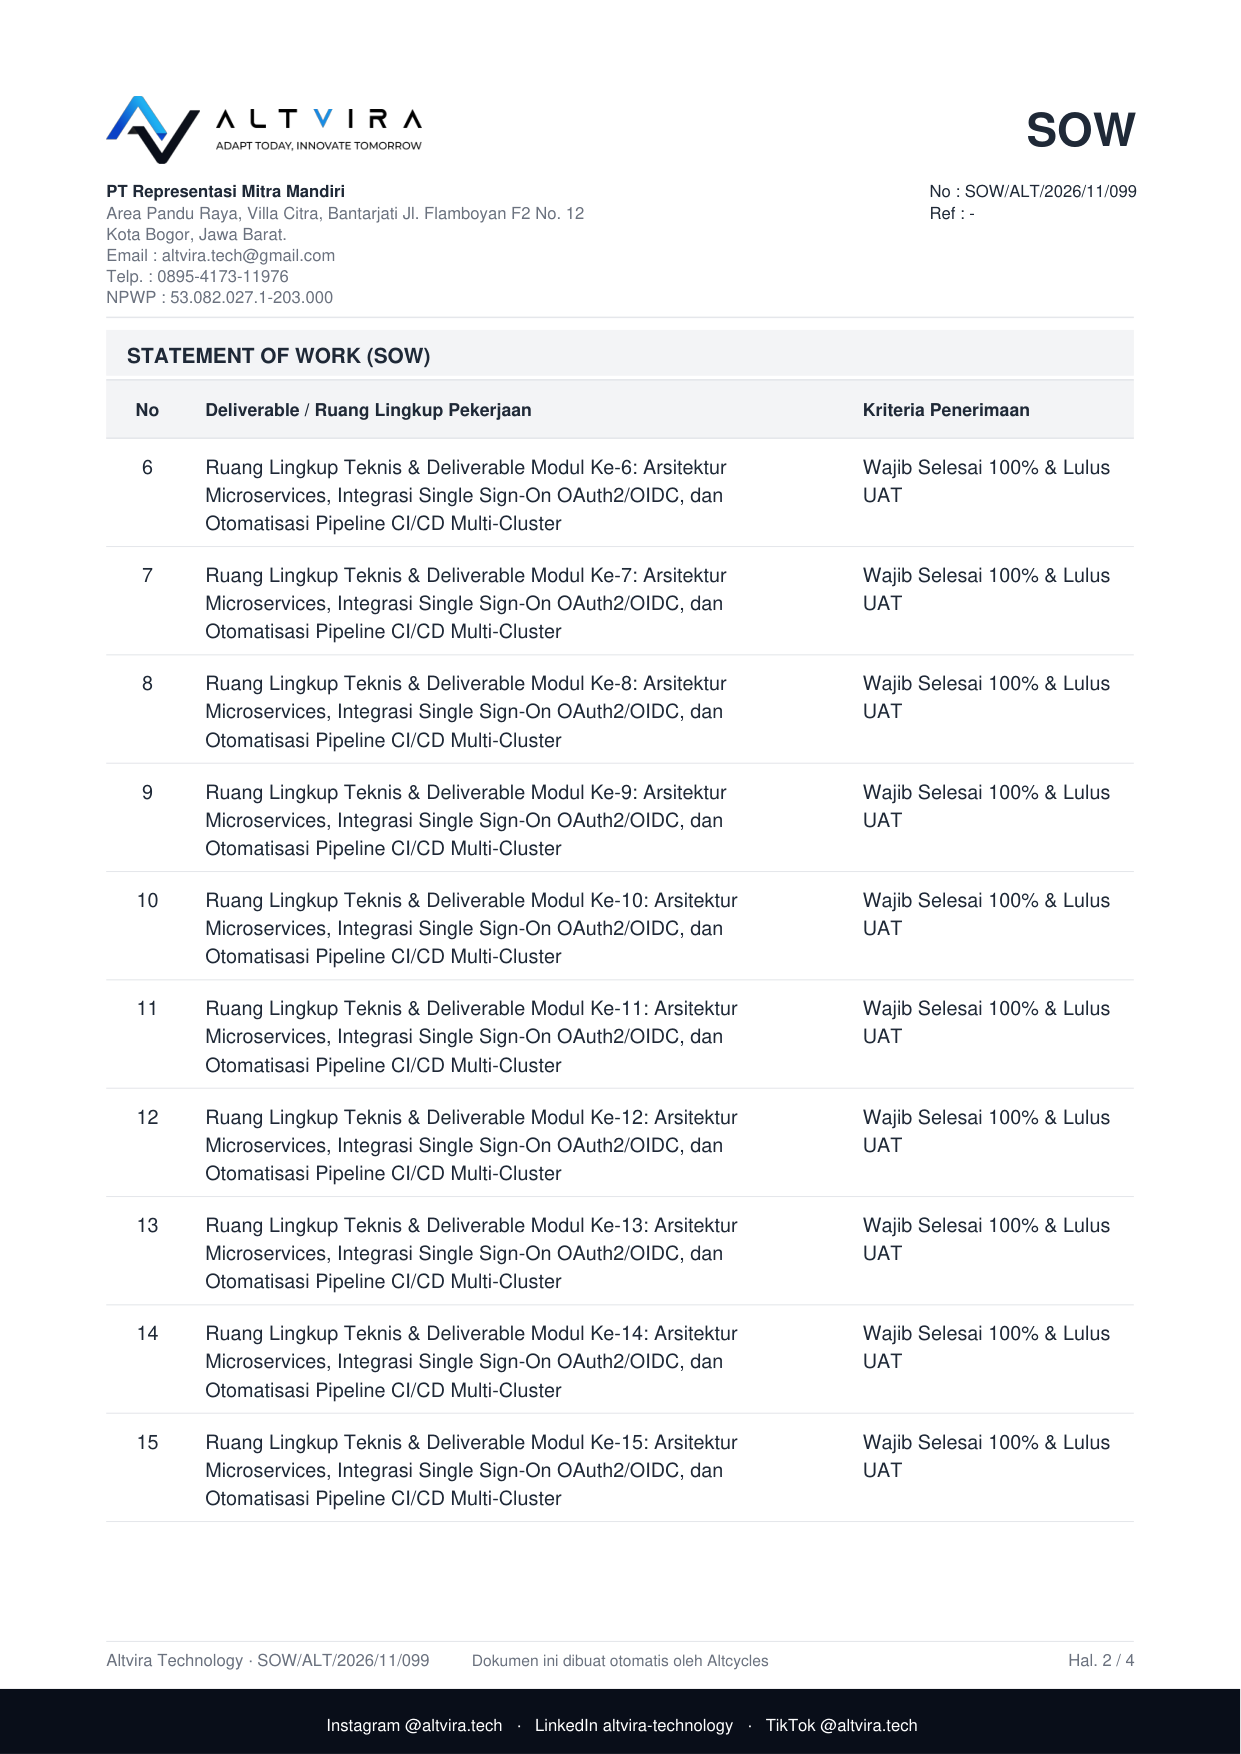 ALTVIRA
ADAPT TODAY, INNOVATE TOMORROW
SOW
PT Representasi Mitra Mandiri
Area Pandu Raya, Villa Citra, Bantarjati Jl. Flamboyan F2 No. 12
Kota Bogor, Jawa Barat.
Email : altvira.tech@gmail.com
Telp. : 0895-4173-11976
NPWP : 53.082.027.1-203.000
No : SOW/ALT/2026/11/099
Ref : -
STATEMENT OF WORK (SOW)
No Deliverable / Ruang Lingkup Pekerjaan Kriteria Penerimaan
6 Ruang Lingkup Teknis & Deliverable Modul Ke-6: Arsitektur Wajib Selesai 100% & Lulus
Microservices, Integrasi Single Sign-On OAuth2/OIDC, dan UAT
Otomatisasi Pipeline CI/CD Multi-Cluster
7 Ruang Lingkup Teknis & Deliverable Modul Ke-7: Arsitektur Wajib Selesai 100% & Lulus
Microservices, Integrasi Single Sign-On OAuth2/OIDC, dan UAT
Otomatisasi Pipeline CI/CD Multi-Cluster
8 Ruang Lingkup Teknis & Deliverable Modul Ke-8: Arsitektur Wajib Selesai 100% & Lulus
Microservices, Integrasi Single Sign-On OAuth2/OIDC, dan UAT
Otomatisasi Pipeline CI/CD Multi-Cluster
9 Ruang Lingkup Teknis & Deliverable Modul Ke-9: Arsitektur Wajib Selesai 100% & Lulus
Microservices, Integrasi Single Sign-On OAuth2/OIDC, dan UAT
Otomatisasi Pipeline CI/CD Multi-Cluster
10 Ruang Lingkup Teknis & Deliverable Modul Ke-10: Arsitektur Wajib Selesai 100% & Lulus
Microservices, Integrasi Single Sign-On OAuth2/OIDC, dan UAT
Otomatisasi Pipeline CI/CD Multi-Cluster
11 Ruang Lingkup Teknis & Deliverable Modul Ke-11: Arsitektur Wajib Selesai 100% & Lulus
Microservices, Integrasi Single Sign-On OAuth2/OIDC, dan UAT
Otomatisasi Pipeline CI/CD Multi-Cluster
12 Ruang Lingkup Teknis & Deliverable Modul Ke-12: Arsitektur Wajib Selesai 100% & Lulus
Microservices, Integrasi Single Sign-On OAuth2/OIDC, dan UAT
Otomatisasi Pipeline CI/CD Multi-Cluster
13 Ruang Lingkup Teknis & Deliverable Modul Ke-13: Arsitektur Wajib Selesai 100% & Lulus
Microservices, Integrasi Single Sign-On OAuth2/OIDC, dan UAT
Otomatisasi Pipeline CI/CD Multi-Cluster
14 Ruang Lingkup Teknis & Deliverable Modul Ke-14: Arsitektur Wajib Selesai 100% & Lulus
Microservices, Integrasi Single Sign-On OAuth2/OIDC, dan UAT
Otomatisasi Pipeline CI/CD Multi-Cluster
15 Ruang Lingkup Teknis & Deliverable Modul Ke-15: Arsitektur Wajib Selesai 100% & Lulus
Microservices, Integrasi Single Sign-On OAuth2/OIDC, dan UAT
Otomatisasi Pipeline CI/CD Multi-Cluster
Altvira Technology · SOW/ALT/2026/11/099 Dokumen ini dibuat otomatis oleh Altcycles Hal. 2 / 4
Instagram @altvira.tech · LinkedIn altvira-technology · TikTok @altvira.tech